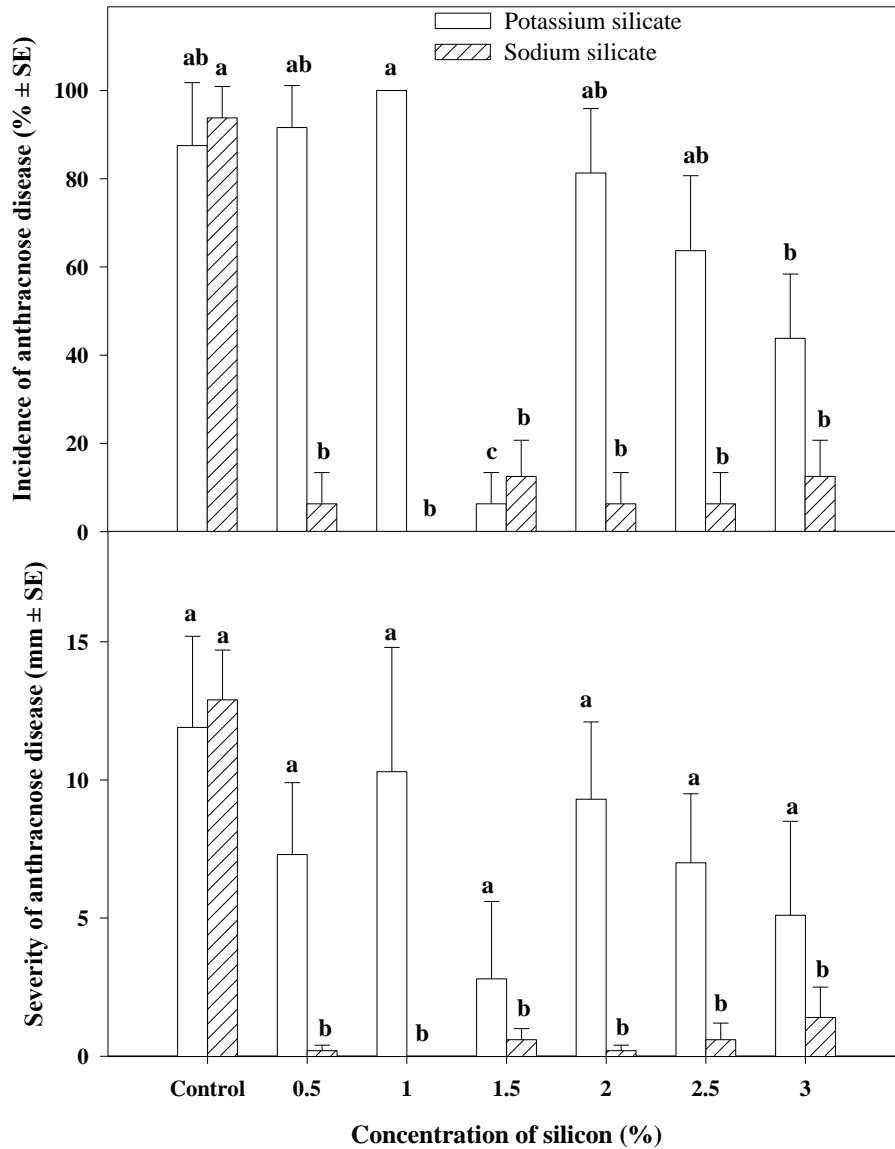 Potassium silicate
Sodium silicate
Incidence of anthracnose disease (% ± SE)
100
80
60
40
20
0
ab
a
ab
b
a
b
c
b
ab
b
ab
b
b
b
Severity of anthracnose disease (mm ± SE)
15
10
5
0
a
a
a
b
a
b
a
b
a
b
a
b
a
b
Control 0.5 1 1.5 2 2.5 3
Concentration of silicon (%)